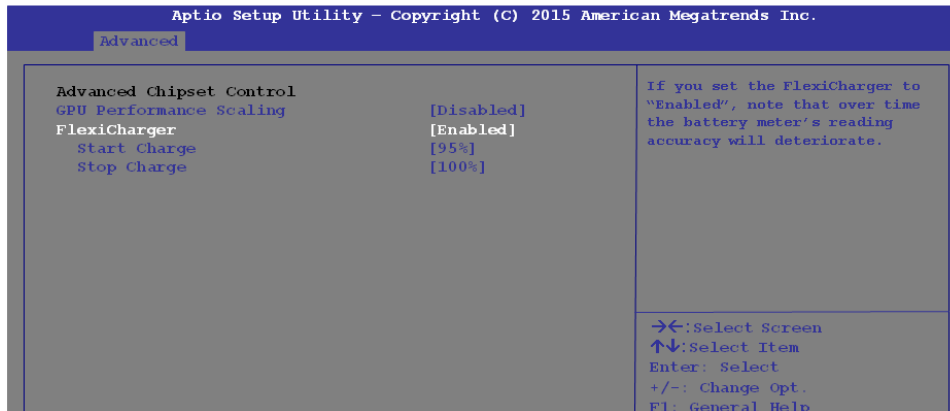 Aptio Setup Utility – Copyright (C) 2015 American Megatrends Inc.
Advanced
Advanced Chipset Control
GPU Performance Scaling [Disabled]
FlexiCharger [Enabled]
Start Charge [95%]
Stop Charge [100%]
If you set the FlexiCharger to
“Enabled”, note that over time
the battery meter’s reading
accuracy will deteriorate.
→←:Select Screen
↑↓:Select Item
Enter: Select
+/-: Change Opt.
F1: General Help